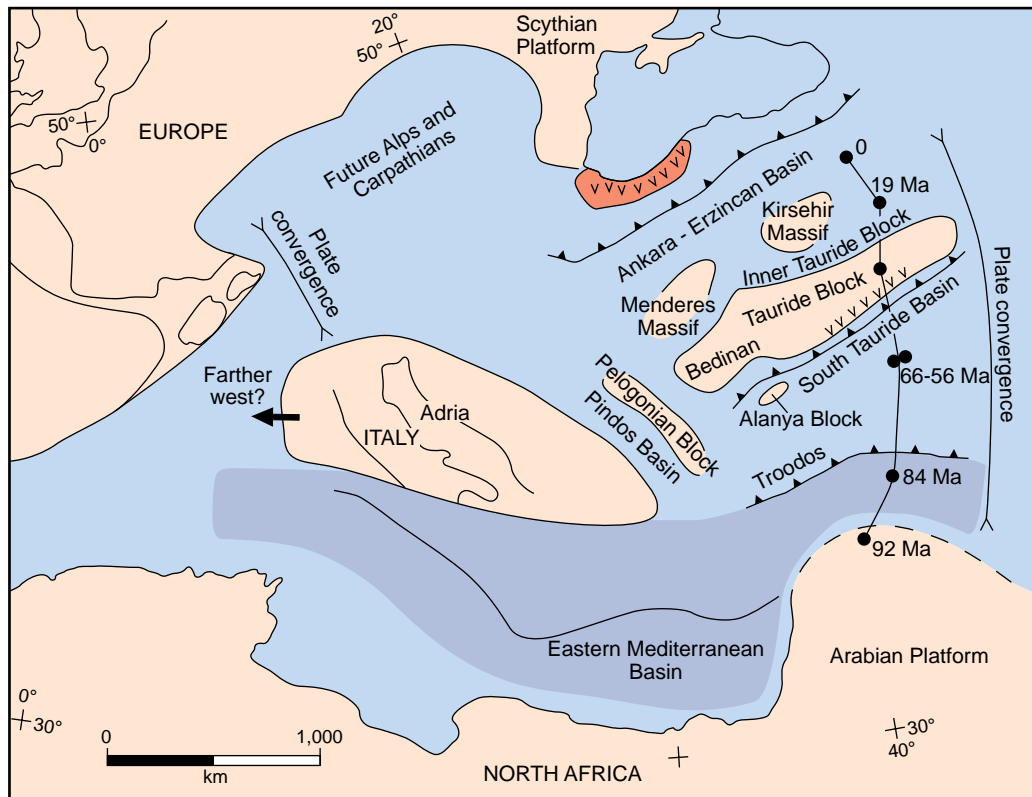 20°
50°
Scythian
Platform
50°
0°
EUROPE
Future Alps and
Carpathians
0
19 Ma
Ankara - Erzincan Basin
Kirsehir
Massif
Plate
convergence
Inner Tauride Block
Tauride Block
Menderes
Massif
Bedinan
South Tauride Basin
Plate convergence
66-56 Ma
Farther
west?
Adria
ITALY
Pelogonian Block
Pindos Basin
Alanya Block
Troodos
84 Ma
92 Ma
Eastern Mediterranean
Basin
Arabian Platform
0°
30°
30°
40°
0
1,000
km
NORTH AFRICA